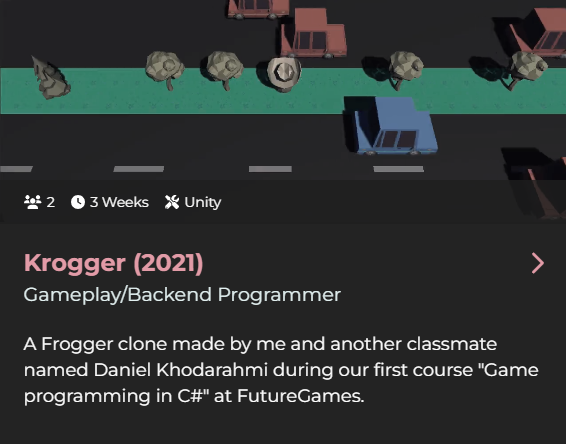 2 3 Weeks Unity
Krogger (2021)
Gameplay/Backend Programmer
A Frogger clone made by me and another classmate
named Daniel Khodarahmi during our first course "Game
programming in C#" at FutureGames.